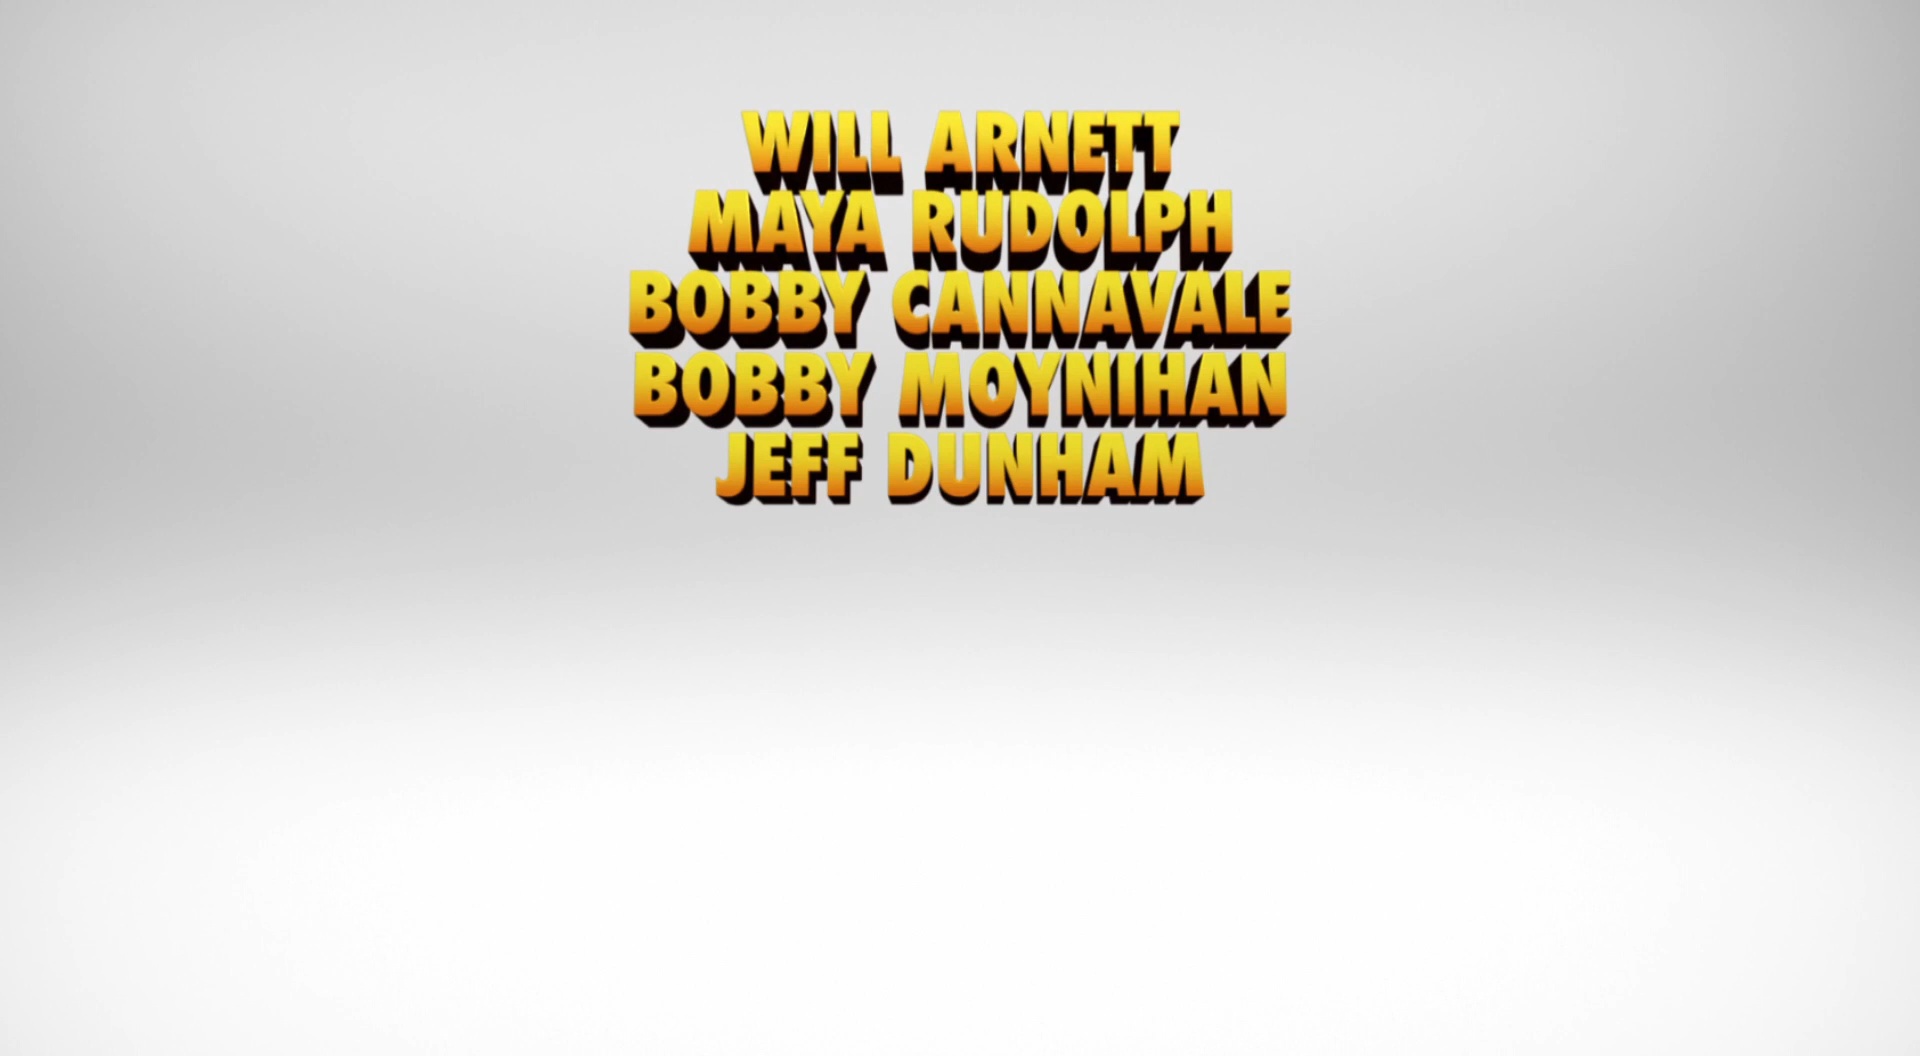 WILL ARNETT
MAYA RUDOLPH
BOBBY CANNAVALE
BOBBY MOYNIHAN
JEFF DUNHAM